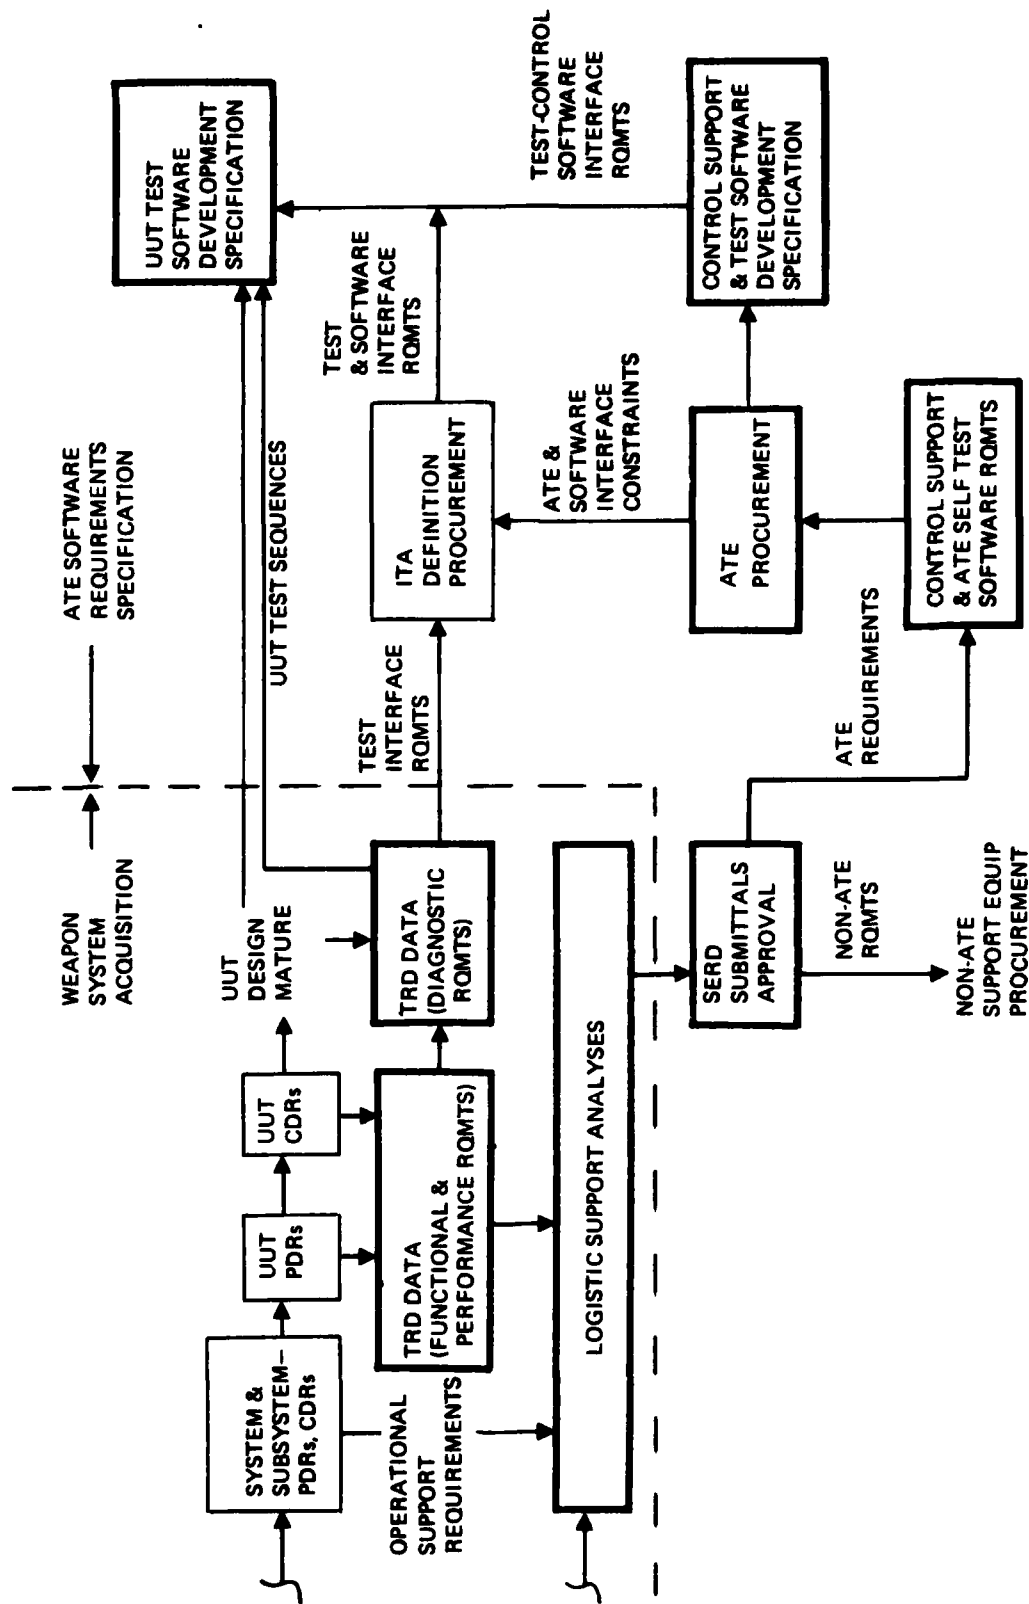 WEAPON
SYSTEM
ACQUISITION
ATE SOFTWARE
REQUIREMENTS
SPECIFICATION
SYSTEM &
SUBSYSTEM—
PDRs, CDRs
UUT
PDRs
UUT
CDRs
UUT
DESIGN
MATURE
UUT TEST SEQUENCES
UUT TEST
SOFTWARE
DEVELOPMENT
SPECIFICATION
OPERATIONAL
SUPPORT
REQUIREMENTS
TRD DATA
(FUNCTIONAL &
PERFORMANCE RQMTS)
TRD DATA
(DIAGNOSTIC
RQMTS)
TEST
INTERFACE
RQMTS
ITA
DEFINITION
PROCUREMENT
TEST
& SOFTWARE
INTERFACE
RQMTS
TEST-CONTROL
SOFTWARE
INTERFACE
RQMTS
LOGISTIC SUPPORT ANALYSES
ATE &
SOFTWARE
INTERFACE
CONSTRAINTS
SERD
SUBMITTALS
APPROVAL
ATE
PROCUREMENT
CONTROL SUPPORT
& TEST SOFTWARE
DEVELOPMENT
SPECIFICATION
NON-ATE
RQMTS
ATE
REQUIREMENTS
CONTROL SUPPORT
& ATE SELF TEST
SOFTWARE RQMTS
NON-ATE
SUPPORT EQUIP
PROCUREMENT